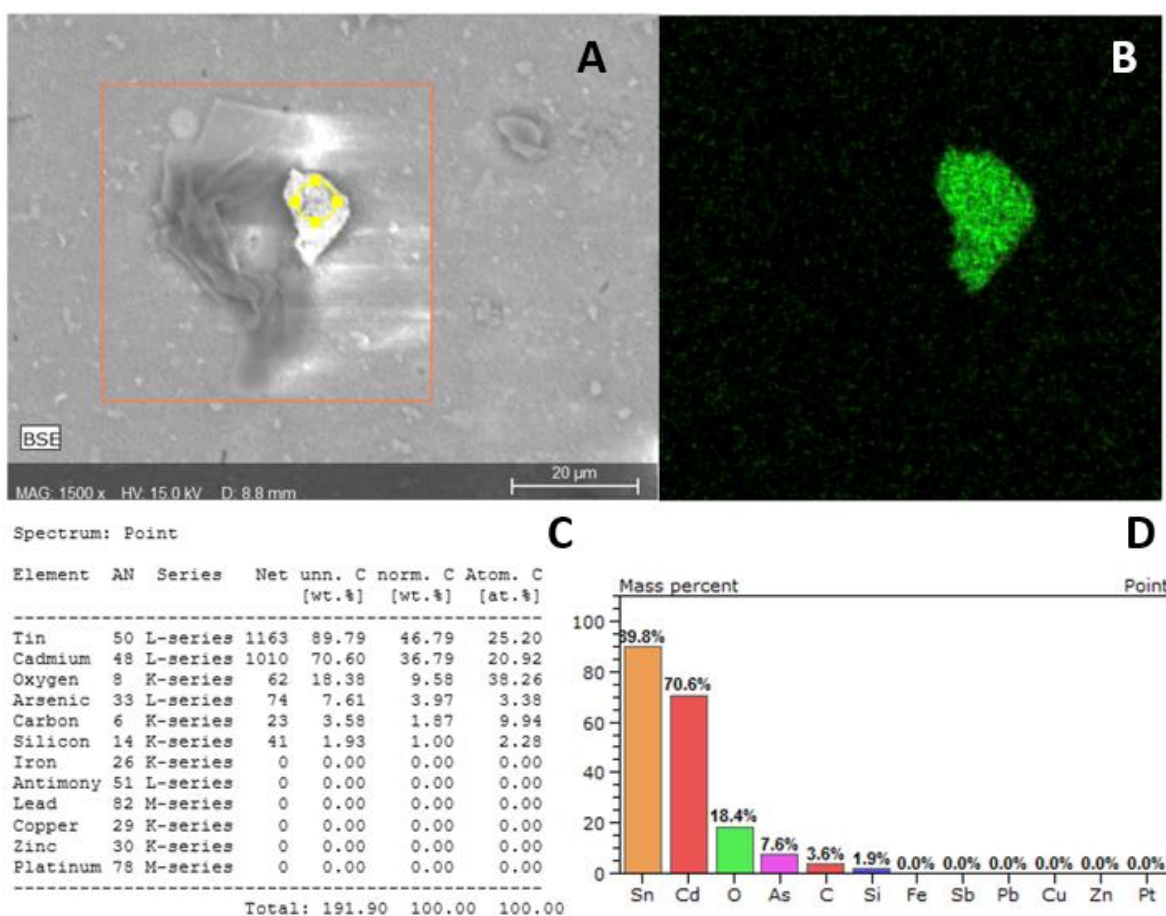 A
B
BSE
20 µm
MAG: 1500 x HV: 15.0 kV D: 8.8 mm
Spectrum: Point
C
Element AN Series Net unn. C norm. C Atom. C
[wt.%] [wt.%] [at.%]
-----------------------------------------------
Tin 50 L-series 1163 89.79 46.79 25.20
Cadmium 48 L-series 1010 70.60 36.79 20.92
Oxygen 8 K-series 62 18.38 9.58 38.26
Arsenic 33 L-series 74 7.61 3.97 3.38
Carbon 6 K-series 23 3.58 1.87 9.94
Silicon 14 K-series 41 1.93 1.00 2.28
Iron 26 K-series 0 0.00 0.00 0.00
Antimony 51 L-series 0 0.00 0.00 0.00
Lead 82 M-series 0 0.00 0.00 0.00
Copper 29 K-series 0 0.00 0.00 0.00
Zinc 30 K-series 0 0.00 0.00 0.00
Platinum 78 M-series 0 0.00 0.00 0.00
-----------------------------------------------
Total: 191.90 100.00 100.00
D
Mass percent Point
100
80
60
40
20
0
89.8% 70.6% 18.4% 7.6% 3.6% 1.9% 0.0% 0.0% 0.0% 0.0% 0.0% 0.0%
Sn Cd O As C Si Fe Sb Pb Cu Zn Pt